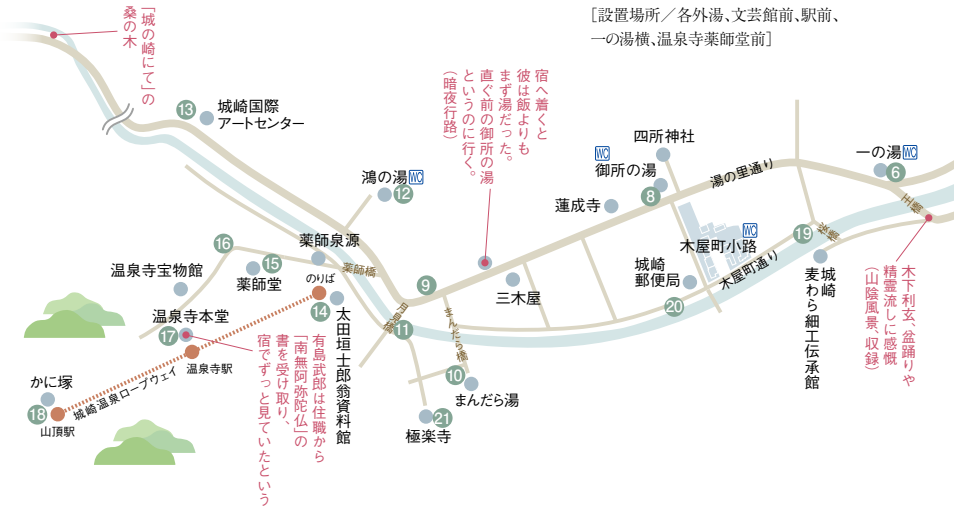 [設置場所／各外湯、文芸館前、駅前、
一の湯横、温泉寺薬師堂前]
「城の崎にて」の
桑の木
13
城崎国際
アートセンター
宿へ着くと
彼は飯よりも
まず湯だった。
直ぐ前の御所の湯
というのに行く。
（暗夜行路）
四所神社
WC
御所の湯
8
湯の里通り
一の湯 WC
6
王橋
鴻の湯 WC
12
蓮成寺
WC
木屋町小路
19
木屋町通り
城崎
麦わら細工伝承館
木下利玄、盆踊りや
精霊流しに感慨
（山陰風景、収録）
16
15
薬師堂
薬師泉源
薬師橋
温泉寺宝物館
のりば
14
太田垣士郎翁資料館
9
三木屋
城崎
郵便局
20
11
まんだら橋
温泉寺本堂
17
温泉寺駅
有島武郎は住職から
「南無阿弥陀仏」の
書を受け取り、
宿でずっと見ていたという
10
まんだら湯
かに塚
18
山頂駅
城崎温泉ロープウェイ
21
極楽寺